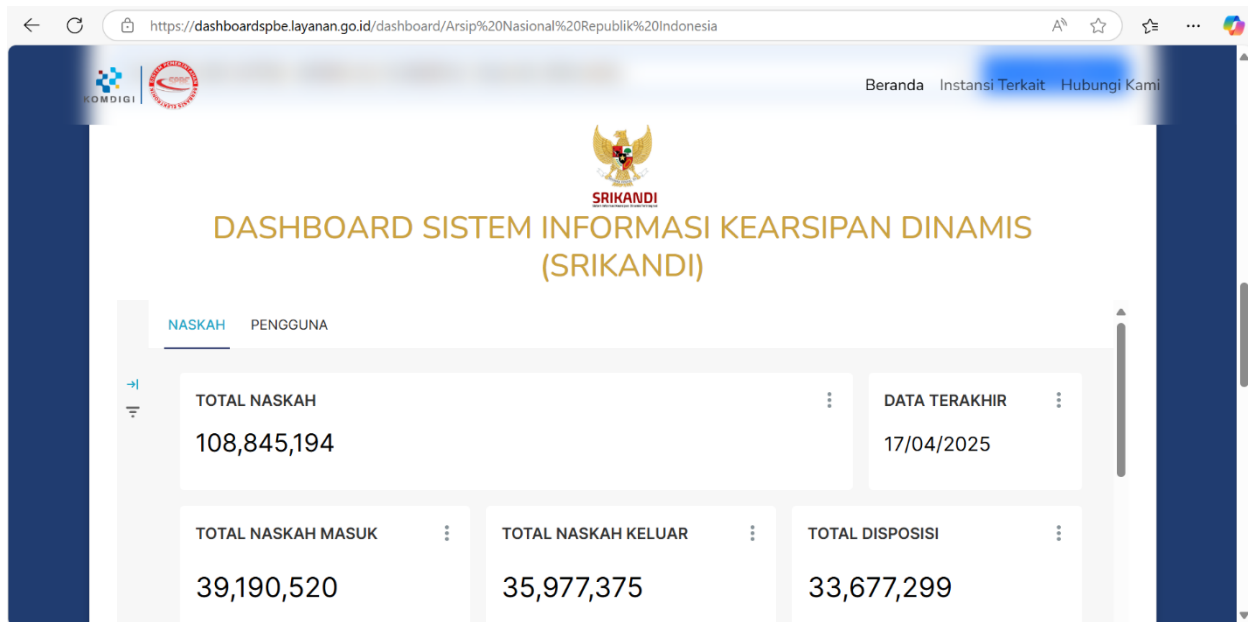 https://dashboardspbe.layanan.go.id/dashboard/Arsip%20Nasional%20Republik%20Indonesia
KOMDIGI
SPBE
Beranda Instansi Terkait Hubungi Kami
SRIKANDI
DASHBOARD SISTEM INFORMASI KEARSIPAN DINAMIS
(SRIKANDI)
NASKAH PENGGUNA
TOTAL NASKAH
108,845,194
DATA TERAKHIR
17/04/2025
TOTAL NASKAH MASUK
39,190,520
TOTAL NASKAH KELUAR
35,977,375
TOTAL DISPOSISI
33,677,299